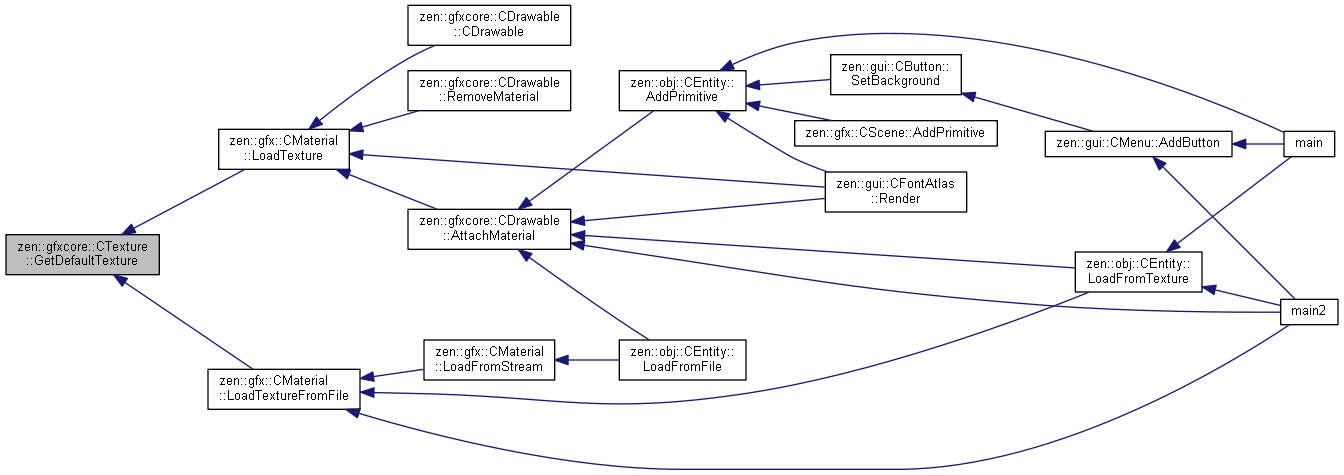 zen::gfxcore::CTexture
::GetDefaultTexture
zen::gfx::CMaterial
::LoadTexture
zen::gfxcore::CDrawable
::CDrawable
zen::gfxcore::CDrawable
::RemoveMaterial
zen::gfxcore::CDrawable
::AttachMaterial
zen::obj::CEntity::
AddPrimitive
zen::gui::CButton::
SetBackground
zen::gui::CMenu::AddButton
main
main2
zen::gfx::CScene::AddPrimitive
zen::gui::CFontAtlas
::Render
zen::obj::CEntity::
LoadFromTexture
zen::obj::CEntity::
LoadFromFile
zen::gfx::CMaterial
::LoadTextureFromFile
zen::gfx::CMaterial
::LoadFromStream